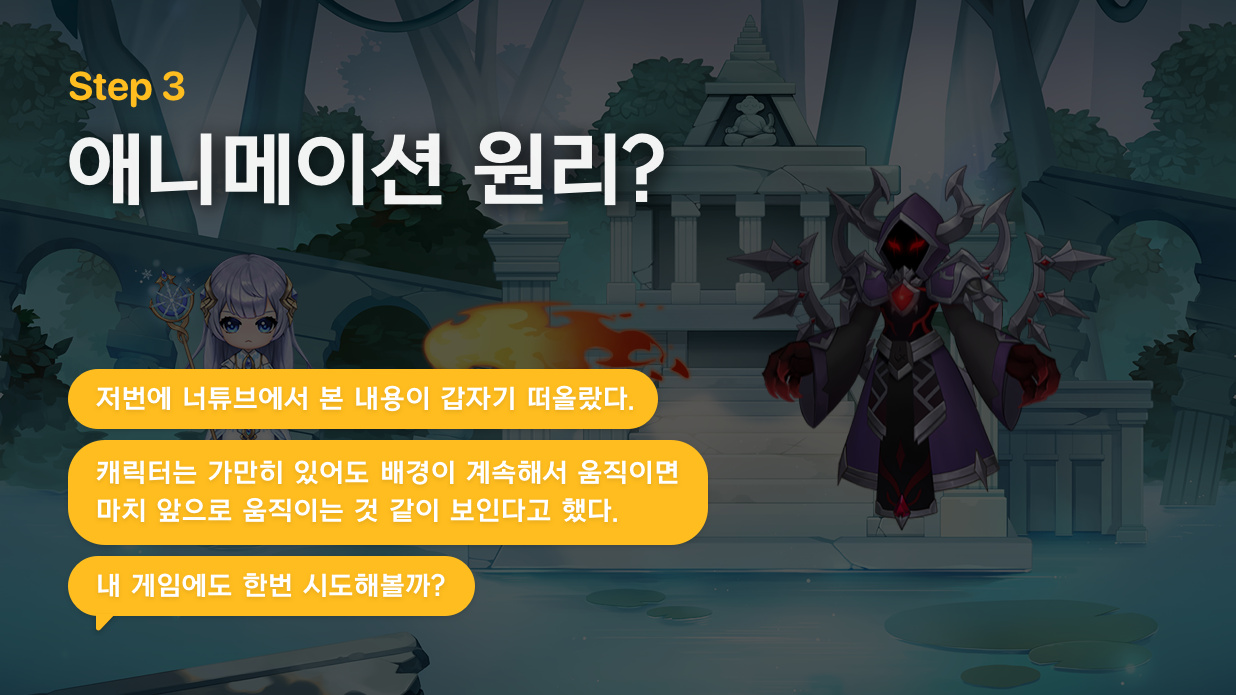 Step 3
애니메이션 원리?
저번에 너튜브에서 본 내용이 갑자기 떠올랐다.
캐릭터는 가만히 있어도 배경이 계속해서 움직이면
마치 앞으로 움직이는 것 같이 보인다고 했다.
내 게임에도 한번 시도해볼까?